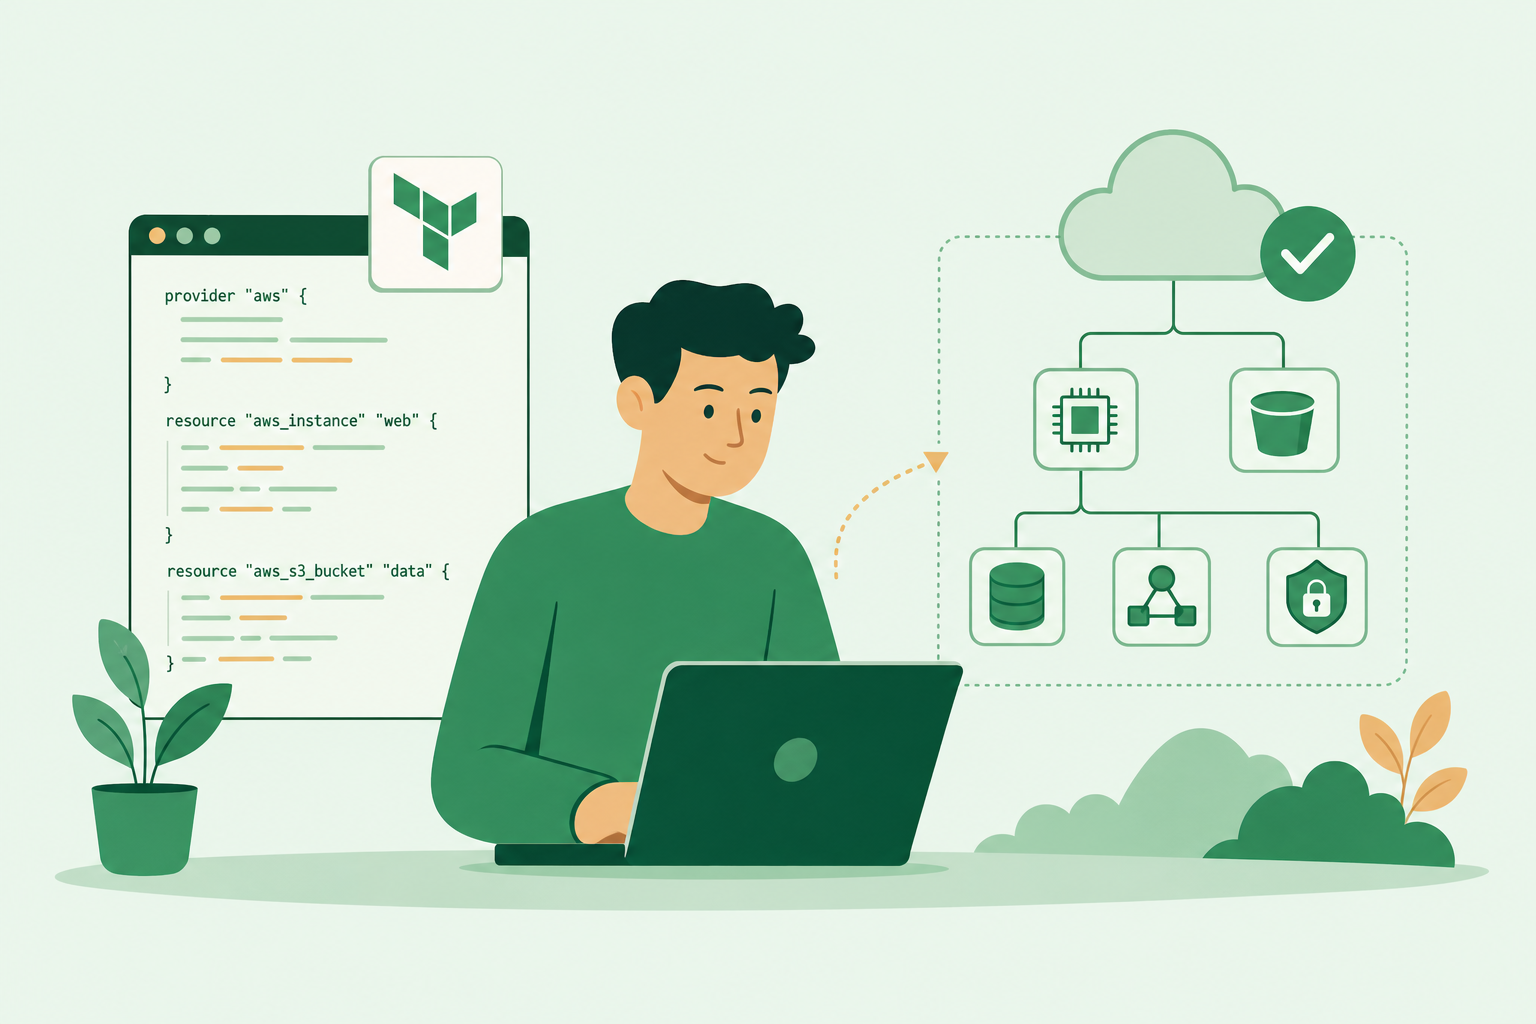 provider "aws" {
}
resource "aws_instance" "web" {
}
resource "aws_s3_bucket" "data" {
}